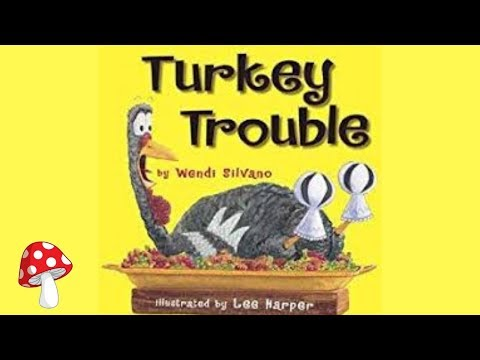 Turkey
Trouble
by Wendi Silvano
illustrated by Lee Harper